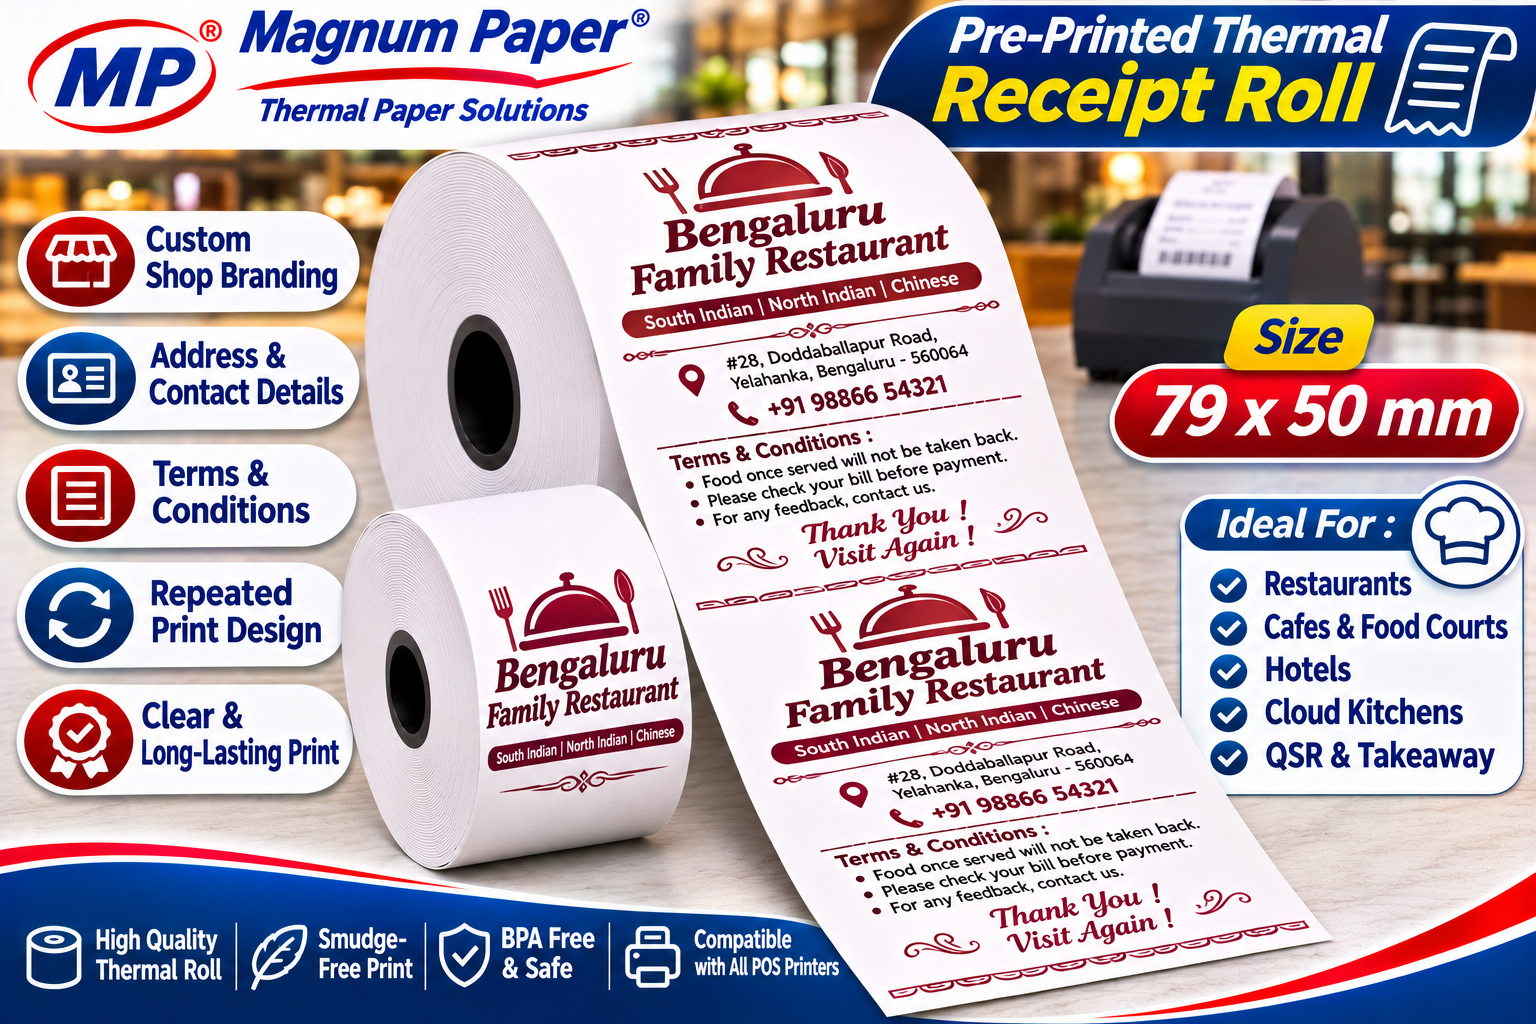 MP®
Magnum Paper®
Thermal Paper Solutions
Pre-Printed Thermal
Receipt Roll
Custom
Shop Branding
Address &
Contact Details
Terms &
Conditions
Repeated
Print Design
Clear &
Long-Lasting Print
Bengaluru
Family Restaurant
South Indian | North Indian | Chinese
#28, Doddaballapur Road,
Yelahanka, Bengaluru - 560064
+91 98866 54321
Terms & Conditions :
• Food once served will not be taken back.
• Please check your bill before payment.
• For any feedback, contact us.
Thank You !
Visit Again !
Bengaluru
Family Restaurant
South Indian | North Indian | Chinese
#28, Doddaballapur Road,
Yelahanka, Bengaluru - 560064
+91 98866 54321
Terms & Conditions :
• Food once served will not be taken back.
• Please check your bill before payment.
• For any feedback, contact us.
Thank You !
Visit Again !
Bengaluru
Family Restaurant
South Indian | North Indian | Chinese
Size
79 x 50 mm
Ideal For :
Restaurants
Cafes & Food Courts
Hotels
Cloud Kitchens
QSR & Takeaway
High Quality
Thermal Roll
Smudge-
Free Print
BPA Free
& Safe
Compatible
with All POS Printers